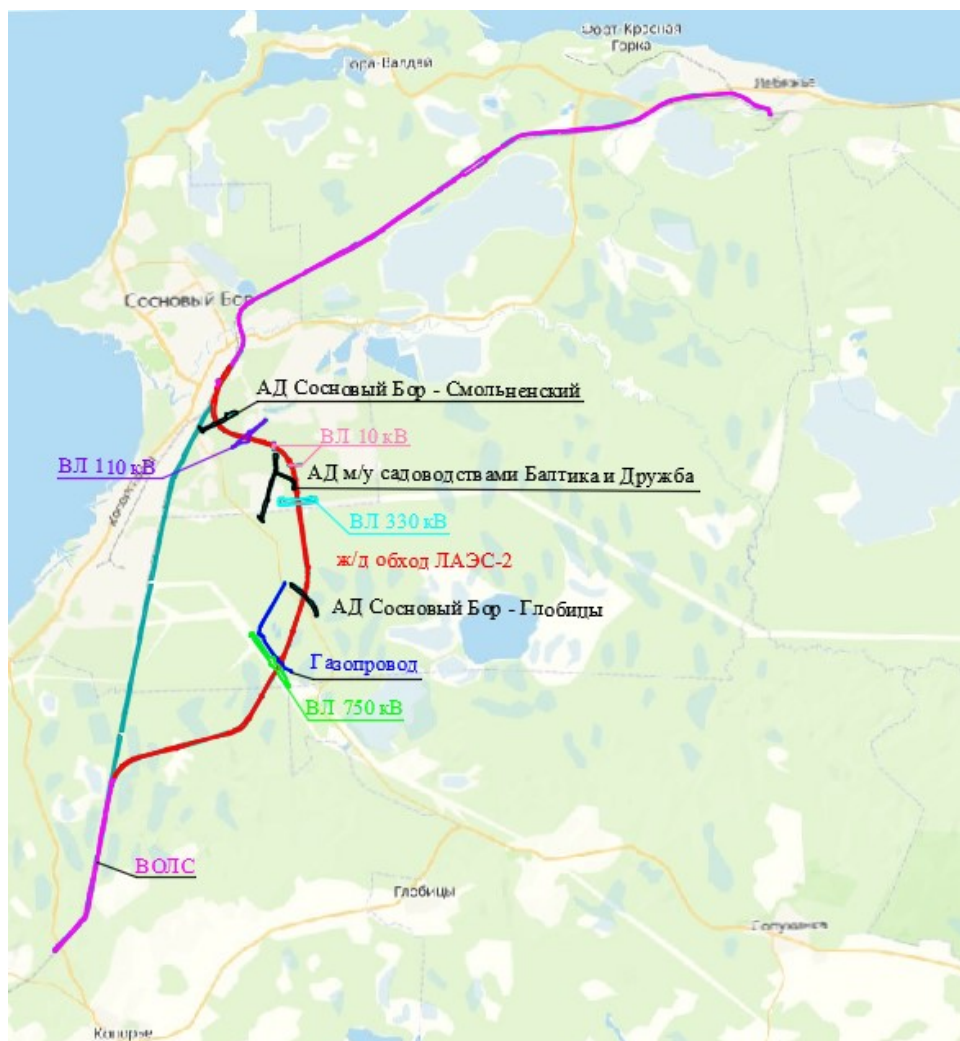 Форт-Красная
Горка
Гора-Валдай
Лебяжье
Сосновый Бор
АД Сосновый Бор - Смольненский
ВЛ 10 кВ
ВЛ 110 кВ
АД м/у садоводствами Балтика и Дружба
ВЛ 330 кВ
ж/д обход ЛАЭС-2
АД Сосновый Бор - Глобицы
Газопровод
ВЛ 750 кВ
ВОЛС
Глобицы
Копорье